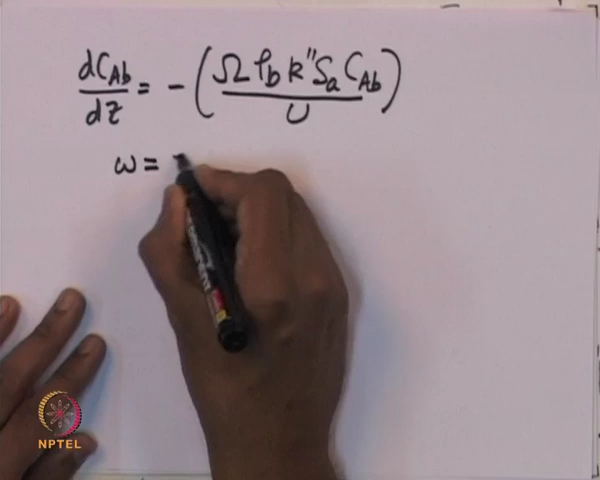 dC_Ab/dz = - (Ω ρ_b k" S_a C_Ab / U)
ω =
NPTEL